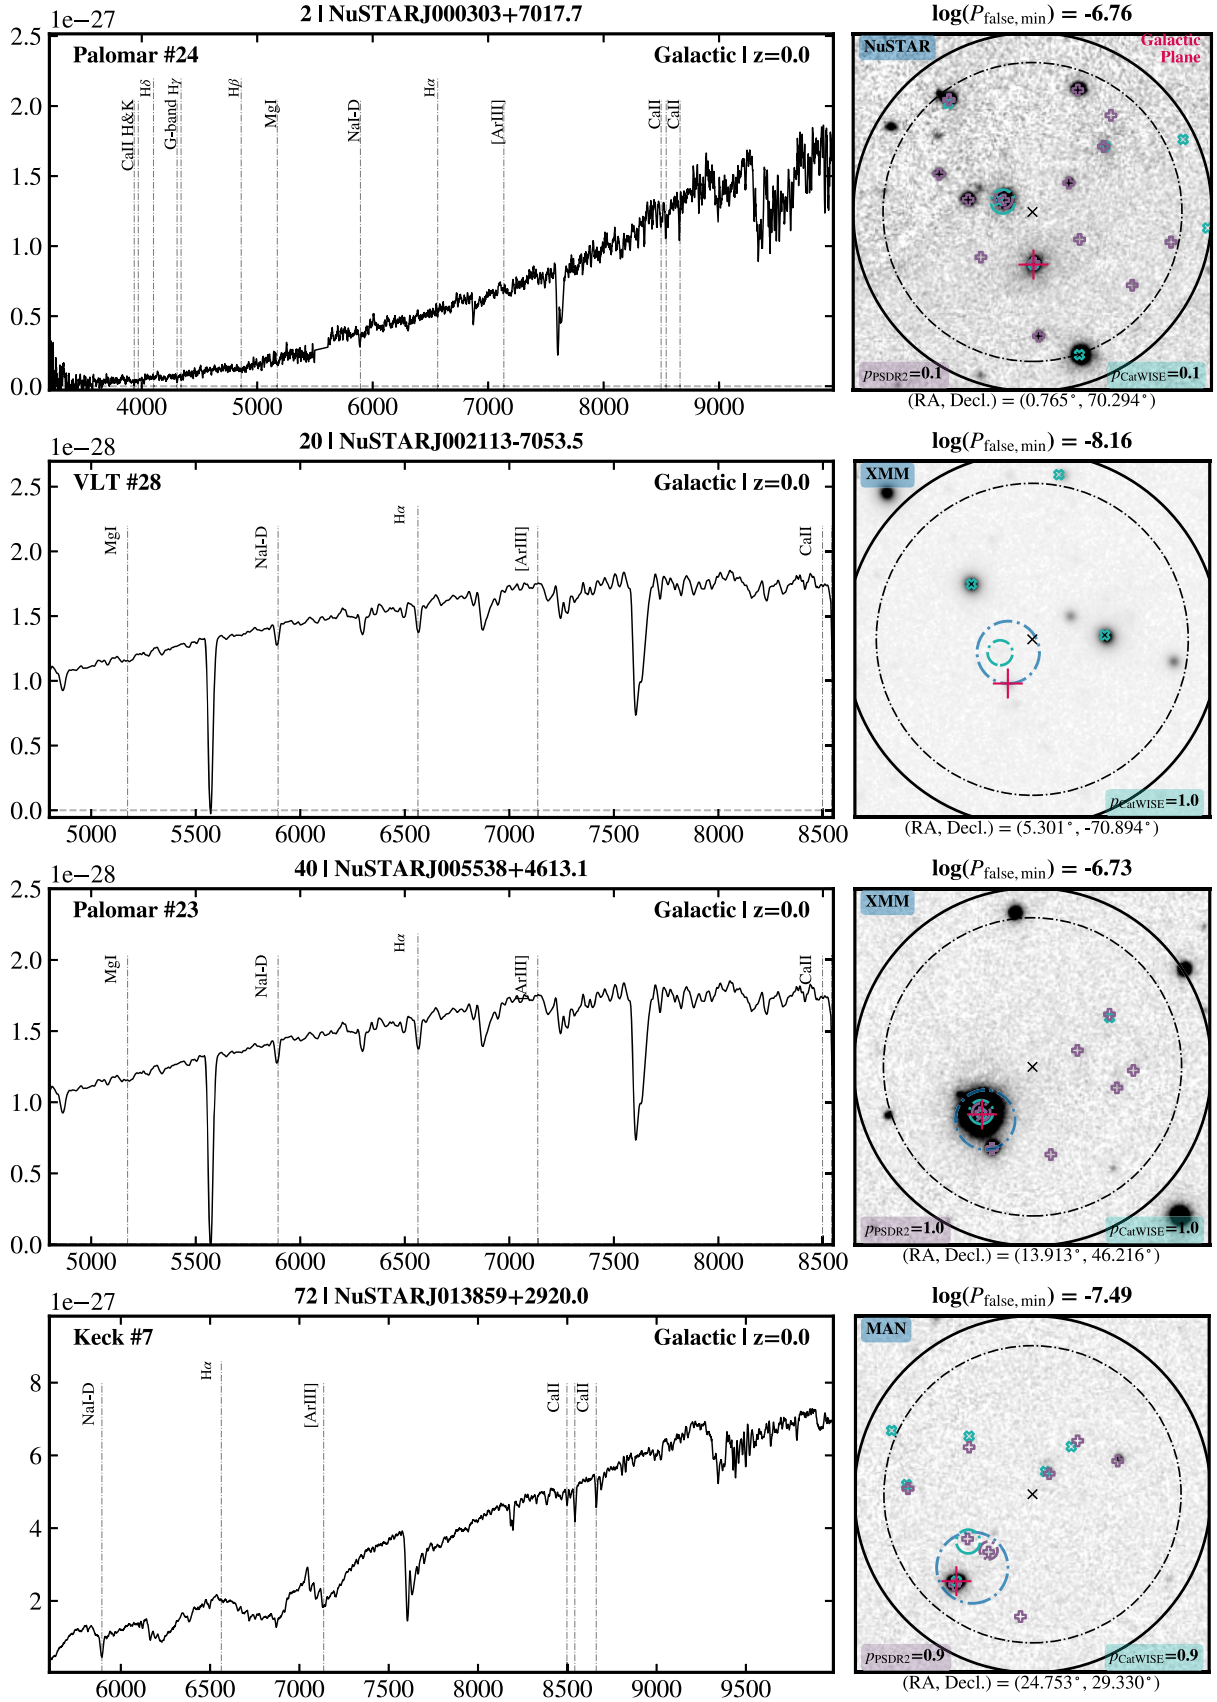 2 | NuSTARJ000303+7017.7
log(P_false,min) = -6.76
1e−27
Palomar #24
Galactic | z=0.0
CaII H&K
Hδ
G-band Hγ
Hβ
MgI
NaI-D
Hα
[ArIII]
CaII
CaII
2.5
2.0
1.5
1.0
0.5
0.0
4000 5000 6000 7000 8000 9000
NuSTAR
Galactic
Plane
pPSDR2=0.1
pCatWISE=0.1
(RA, Decl.) = (0.765°, 70.294°)
20 | NuSTARJ002113-7053.5
log(P_false,min) = -8.16
1e−28
VLT #28
Galactic | z=0.0
MgI
NaI-D
Hα
[ArIII]
CaII
2.5
2.0
1.5
1.0
0.5
0.0
5000 5500 6000 6500 7000 7500 8000 8500
XMM
pCatWISE=1.0
(RA, Decl.) = (5.301°, -70.894°)
40 | NuSTARJ005538+4613.1
log(P_false,min) = -6.73
1e−28
Palomar #23
Galactic | z=0.0
MgI
NaI-D
Hα
[ArIII]
CaII
2.5
2.0
1.5
1.0
0.5
0.0
5000 5500 6000 6500 7000 7500 8000 8500
XMM
pPSDR2=1.0
pCatWISE=1.0
(RA, Decl.) = (13.913°, 46.216°)
72 | NuSTARJ013859+2920.0
log(P_false,min) = -7.49
1e−27
Keck #7
Galactic | z=0.0
NaI-D
Hα
[ArIII]
CaII
CaII
8
6
4
2
6000 6500 7000 7500 8000 8500 9000 9500
MAN
pPSDR2=0.9
pCatWISE=0.9
(RA, Decl.) = (24.753°, 29.330°)